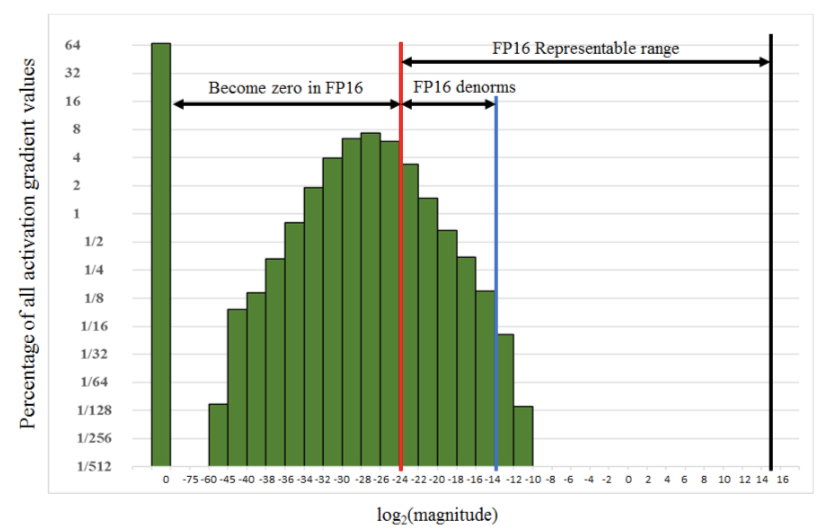 FP16 Representable range
Become zero in FP16
FP16 denorms
Percentage of all activation gradient values
64
32
16
8
4
2
1
1/2
1/4
1/8
1/16
1/32
1/64
1/128
1/256
1/512
0 -75 -60 -45 -40 -38 -36 -34 -32 -30 -28 -26 -24 -22 -20 -18 -16 -14 -12 -10 -8 -6 -4 -2 0 2 4 6 8 10 12 14 16
log₂(magnitude)